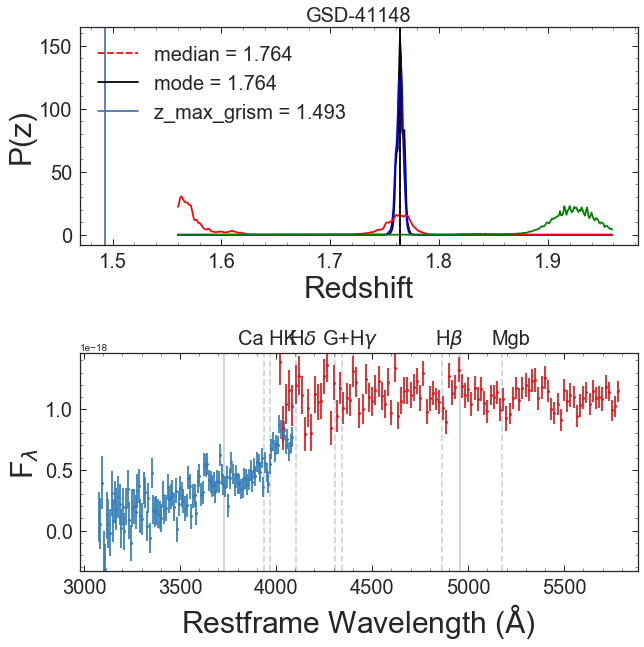 GSD-41148
median = 1.764
mode = 1.764
z_max_grism = 1.493
P(z)
150
100
50
0
1.5 1.6 1.7 1.8 1.9
Redshift
Ca HK Hδ G+Hγ Hβ Mgb
1e−18
F_λ
1.0
0.5
0.0
3000 3500 4000 4500 5000 5500
Restframe Wavelength (Å)